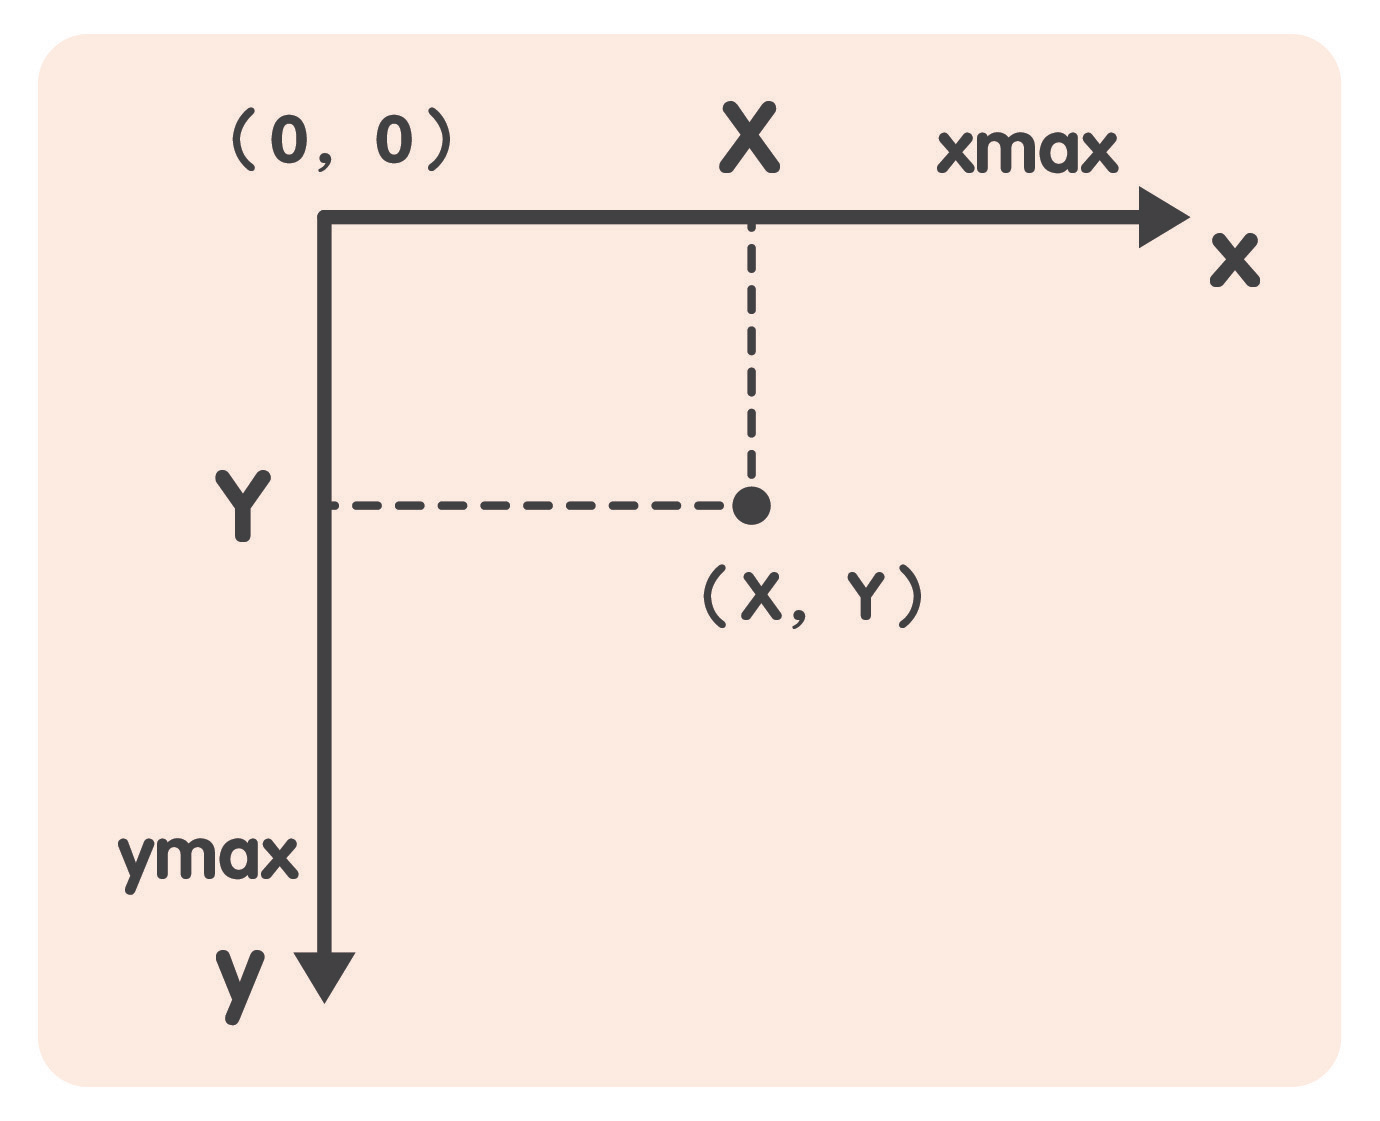 (0, 0)
X
xmax
x
Y
(X, Y)
ymax
y